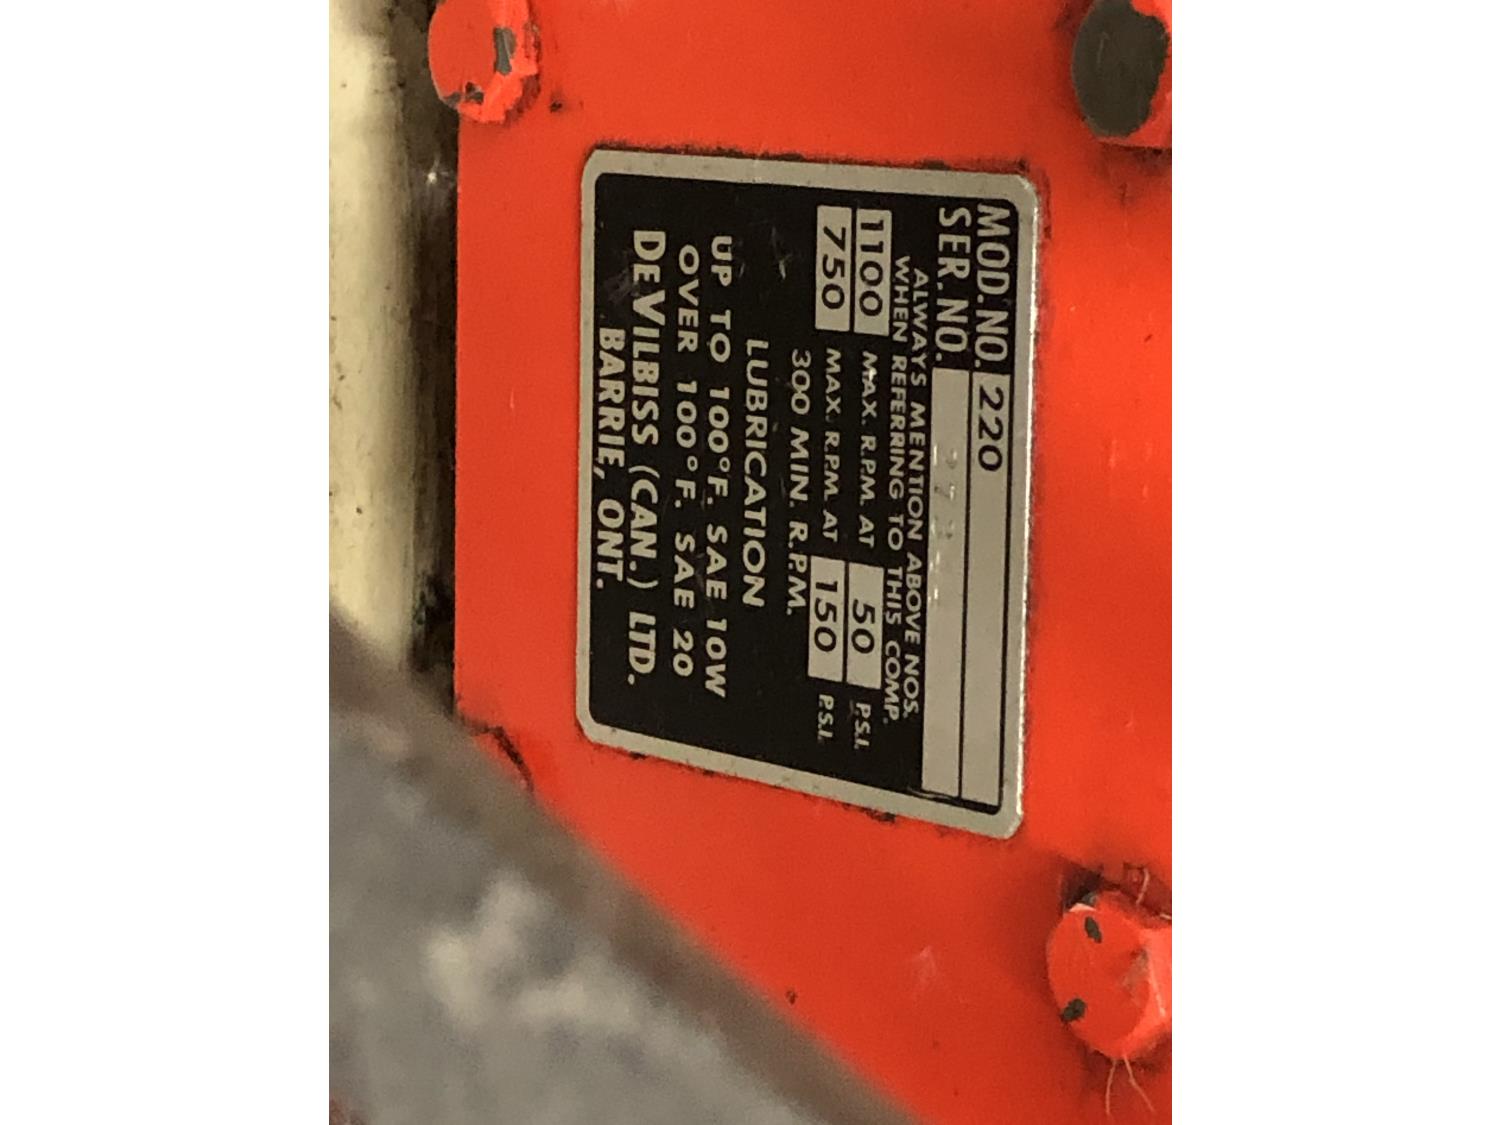 MOD. NO. 220
SER. NO.
ALWAYS MENTION ABOVE NOS.
WHEN REFERRING TO THIS COMP.
1100 MAX. R.P.M. AT 50 P.S.I.
750 MAX. R.P.M. AT 150 P.S.I.
300 MIN. R.P.M.
LUBRICATION
UP TO 100°F. SAE 10W
OVER 100°F. SAE 20
DEVILBISS (CAN.) LTD.
BARRIE, ONT.